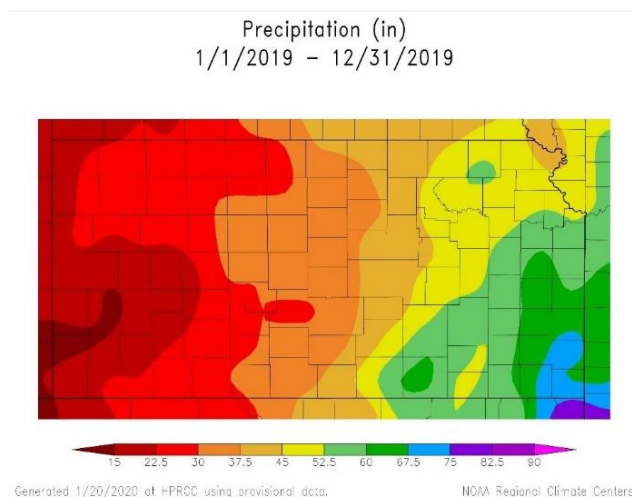 Precipitation (in)
1/1/2019 – 12/31/2019
15 22.5 30 37.5 45 52.5 60 67.5 75 82.5 90
Generated 1/20/2020 at HPRCC using provisional data. NOAA Regional Climate Centers